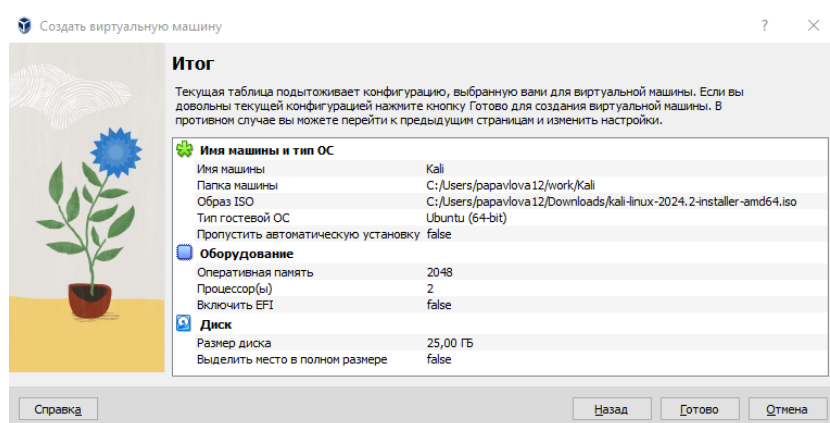 Создать виртуальную машину ? ×
Итог
Текущая таблица подытоживает конфигурацию, выбранную вами для виртуальной машины. Если вы
довольны текущей конфигурацией нажмите кнопку Готово для создания виртуальной машины. В
противном случае вы можете перейти к предыдущим страницам и изменить настройки.
Имя машины и тип ОС
Имя машины Kali
Папка машины C:/Users/papavlova12/work/Kali
Образ ISO C:/Users/papavlova12/Downloads/kali-linux-2024.2-installer-amd64.iso
Тип гостевой ОС Ubuntu (64-bit)
Пропустить автоматическую установку false
Оборудование
Оперативная память 2048
Процессор(ы) 2
Включить EFI false
Диск
Размер диска 25,00 ГБ
Выделить место в полном размере false
Справка Назад Готово Отмена